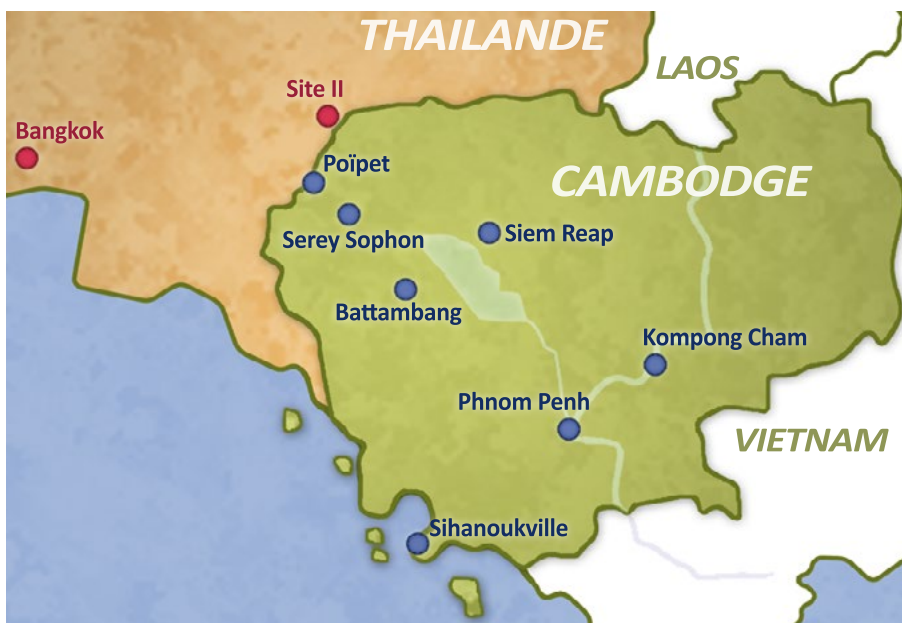 THAILANDE
LAOS
Site II
Bangkok
Poïpet
CAMBODGE
Serey Sophon
Siem Reap
Battambang
Kompong Cham
Phnom Penh
VIETNAM
Sihanoukville